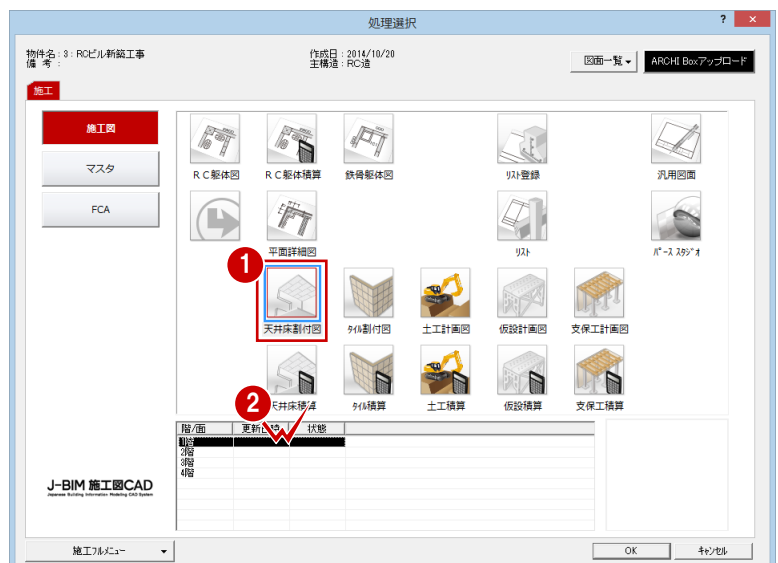 処理選択
? ×
物件名：3：RCビル新築工事
備 考 :
作成日：2014/10/20
主構造：RC造
図面一覧▼
ARCHI Boxアップロード
施工
施工図
マスタ
FCA
ＲＣ躯体図
ＲＣ躯体積算
鉄骨躯体図
ﾘｽﾄ登録
汎用図面
平面詳細図
ﾘｽﾄ
ﾊﾟｰｽ ｽﾀｼﾞｵ
1
天井床割付図
ﾀｲﾙ割付図
土工計画図
仮設計画図
支保工計画図
2
天井床積算
ﾀｲﾙ積算
土工積算
仮設積算
支保工積算
階/面
更新日時
状態
1階
2階
3階
4階
J-BIM 施工図CAD
Japanese Building Information Modeling CAD System
施工フルメニュー ▼
OK
ｷｬﾝｾﾙ